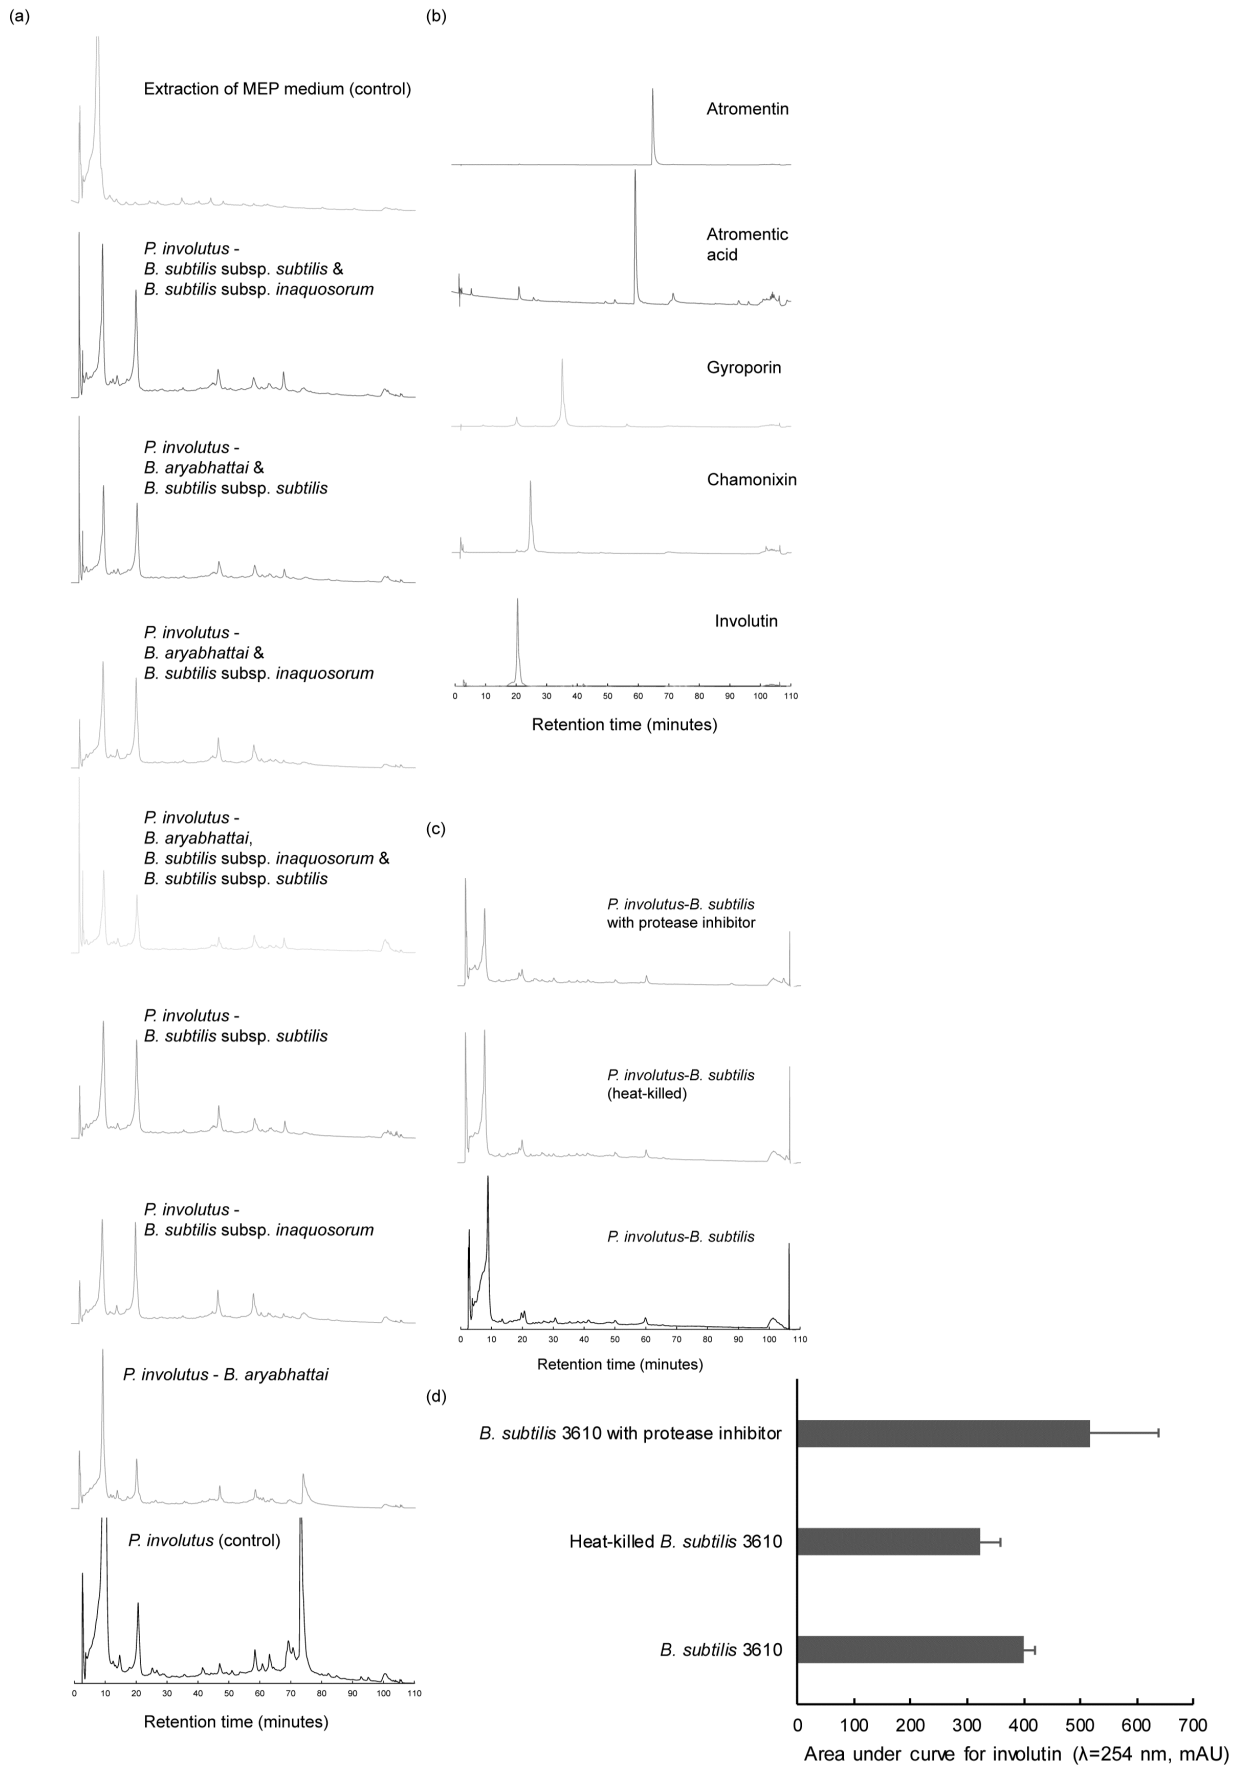 (a)
Extraction of MEP medium (control)
P. involutus -
B. subtilis subsp. subtilis &
B. subtilis subsp. inaquosorum
P. involutus -
B. aryabhattai &
B. subtilis subsp. subtilis
P. involutus -
B. aryabhattai &
B. subtilis subsp. inaquosorum
P. involutus -
B. aryabhattai,
B. subtilis subsp. inaquosorum &
B. subtilis subsp. subtilis
P. involutus -
B. subtilis subsp. subtilis
P. involutus -
B. subtilis subsp. inaquosorum
P. involutus - B. aryabhattai
P. involutus (control)
0 10 20 30 40 50 60 70 80 90 100 110
Retention time (minutes)
(b)
Atromentin
Atromentic
acid
Gyroporin
Chamonixin
Involutin
0 10 20 30 40 50 60 70 80 90 100 110
Retention time (minutes)
(c)
P. involutus-B. subtilis
with protease inhibitor
P. involutus-B. subtilis
(heat-killed)
P. involutus-B. subtilis
0 10 20 30 40 50 60 70 80 90 100 110
Retention time (minutes)
(d)
B. subtilis 3610 with protease inhibitor
Heat-killed B. subtilis 3610
B. subtilis 3610
0 100 200 300 400 500 600 700
Area under curve for involutin (λ=254 nm, mAU)